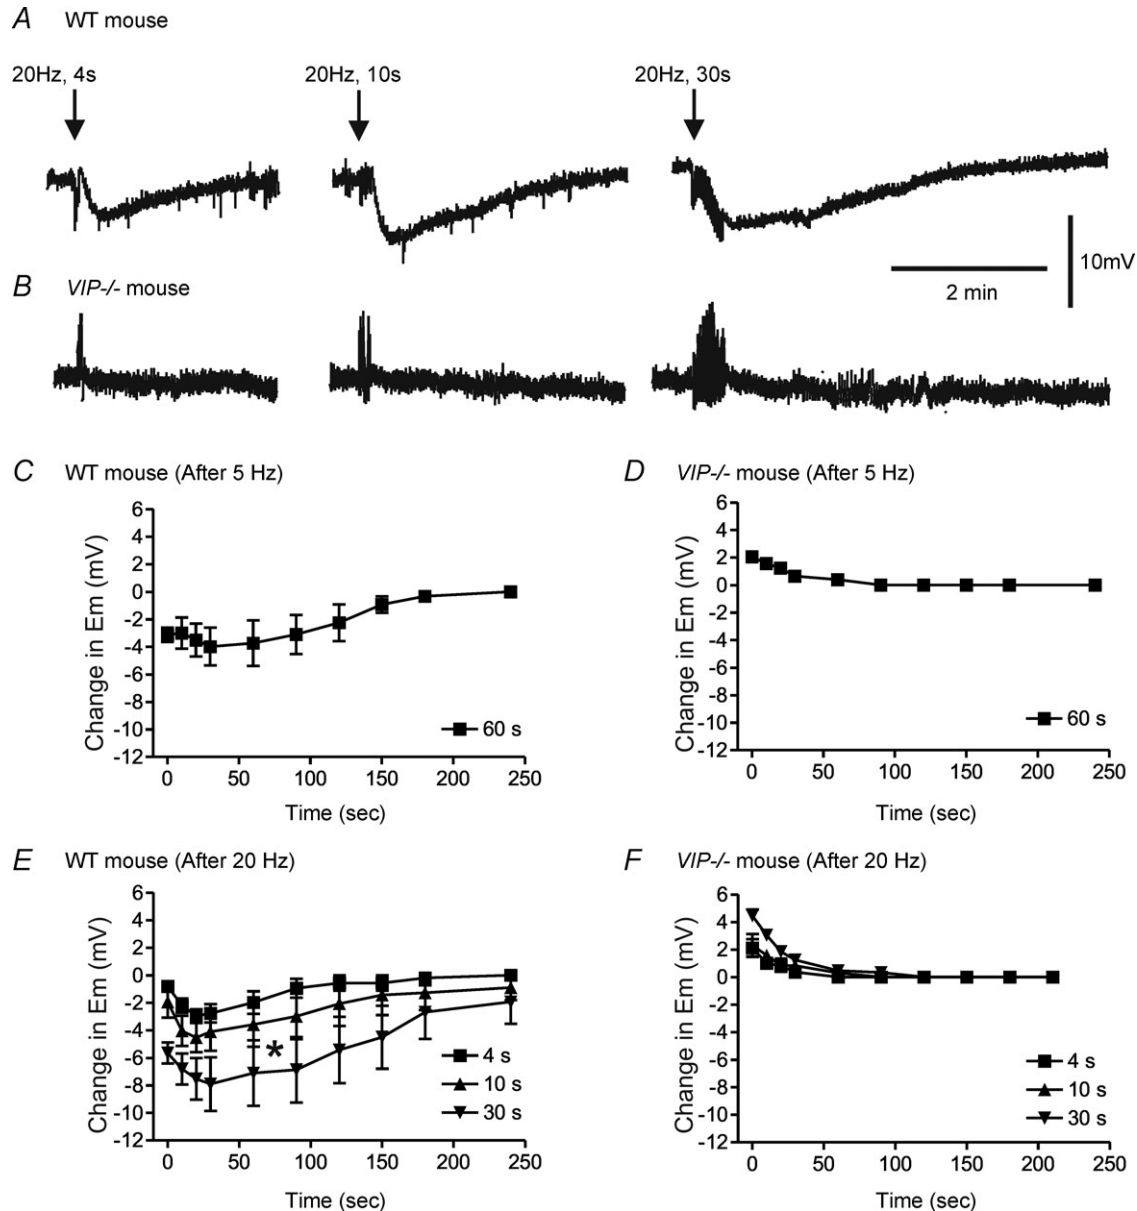 A WT mouse
20Hz, 4s 20Hz, 10s 20Hz, 30s
10mV
2 min
B VIP-/- mouse
C WT mouse (After 5 Hz)
6
4
2
0
-2
-4
-6
-8
-10
-12
Change in Em (mV)
60 s
0 50 100 150 200 250
Time (sec)
D VIP-/- mouse (After 5 Hz)
6
4
2
0
-2
-4
-6
-8
-10
-12
Change in Em (mV)
60 s
0 50 100 150 200 250
Time (sec)
E WT mouse (After 20 Hz)
6
4
2
0
-2
-4
-6
-8
-10
-12
Change in Em (mV)
*
4 s
10 s
30 s
0 50 100 150 200 250
Time (sec)
F VIP-/- mouse (After 20 Hz)
6
4
2
0
-2
-4
-6
-8
-10
-12
Change in Em (mV)
4 s
10 s
30 s
0 50 100 150 200 250
Time (sec)